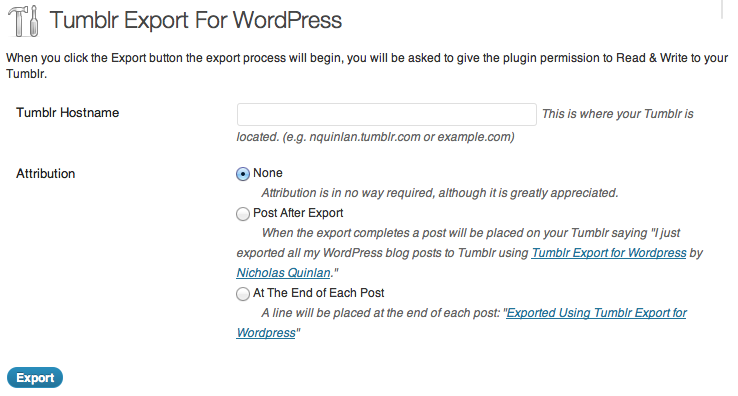 Tumblr Export For WordPress
When you click the Export button the export process will begin, you will be asked to give the plugin permission to Read & Write to your
Tumblr.
Tumblr Hostname
This is where your Tumblr is
located. (e.g. nquinlan.tumblr.com or example.com)
Attribution
None
Attribution is in no way required, although it is greatly appreciated.
Post After Export
When the export completes a post will be placed on your Tumblr saying "I just
exported all my WordPress blog posts to Tumblr using Tumblr Export for Wordpress by
Nicholas Quinlan."
At The End of Each Post
A line will be placed at the end of each post: "Exported Using Tumblr Export for
Wordpress"
Export